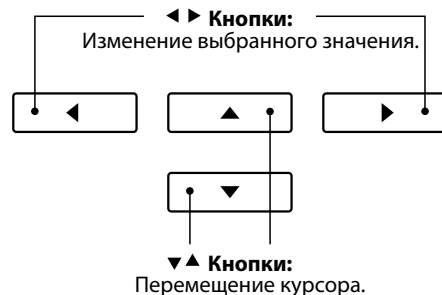 ◀ ▶ Кнопки:
Изменение выбранного значения.
▼▲ Кнопки:
Перемещение курсора.